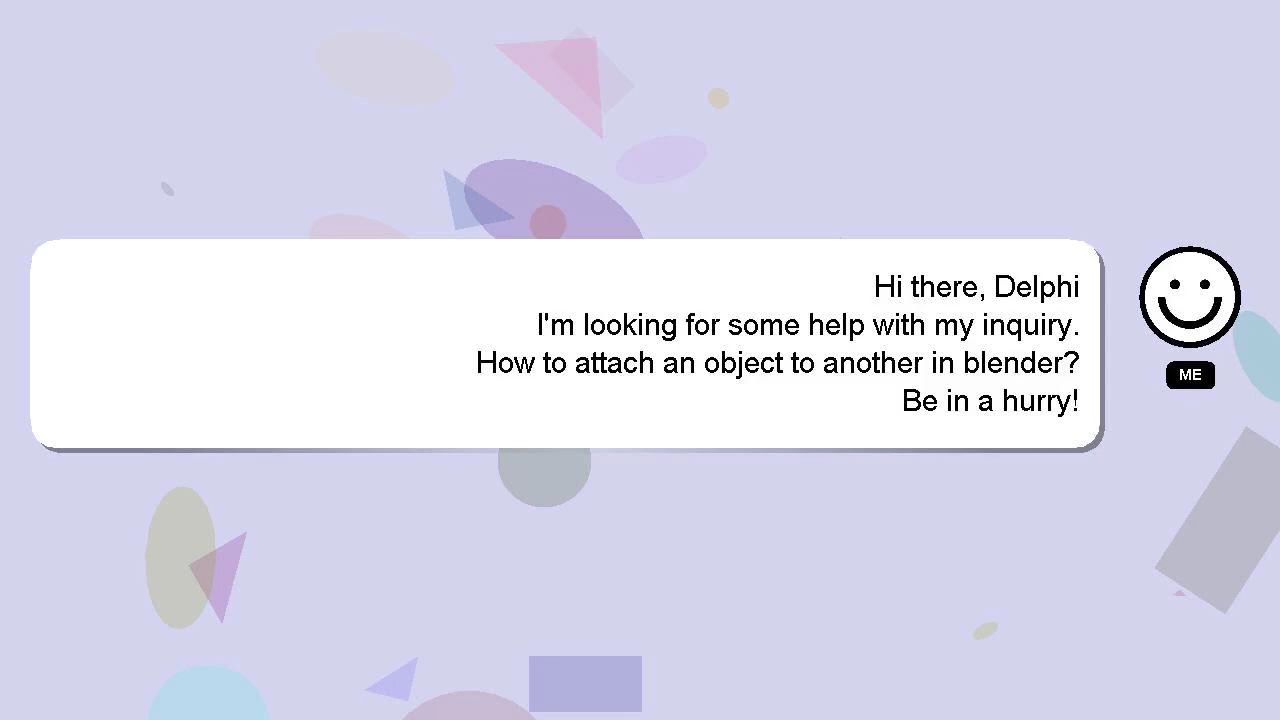 Hi there, Delphi
I'm looking for some help with my inquiry.
How to attach an object to another in blender?
Be in a hurry!
ME